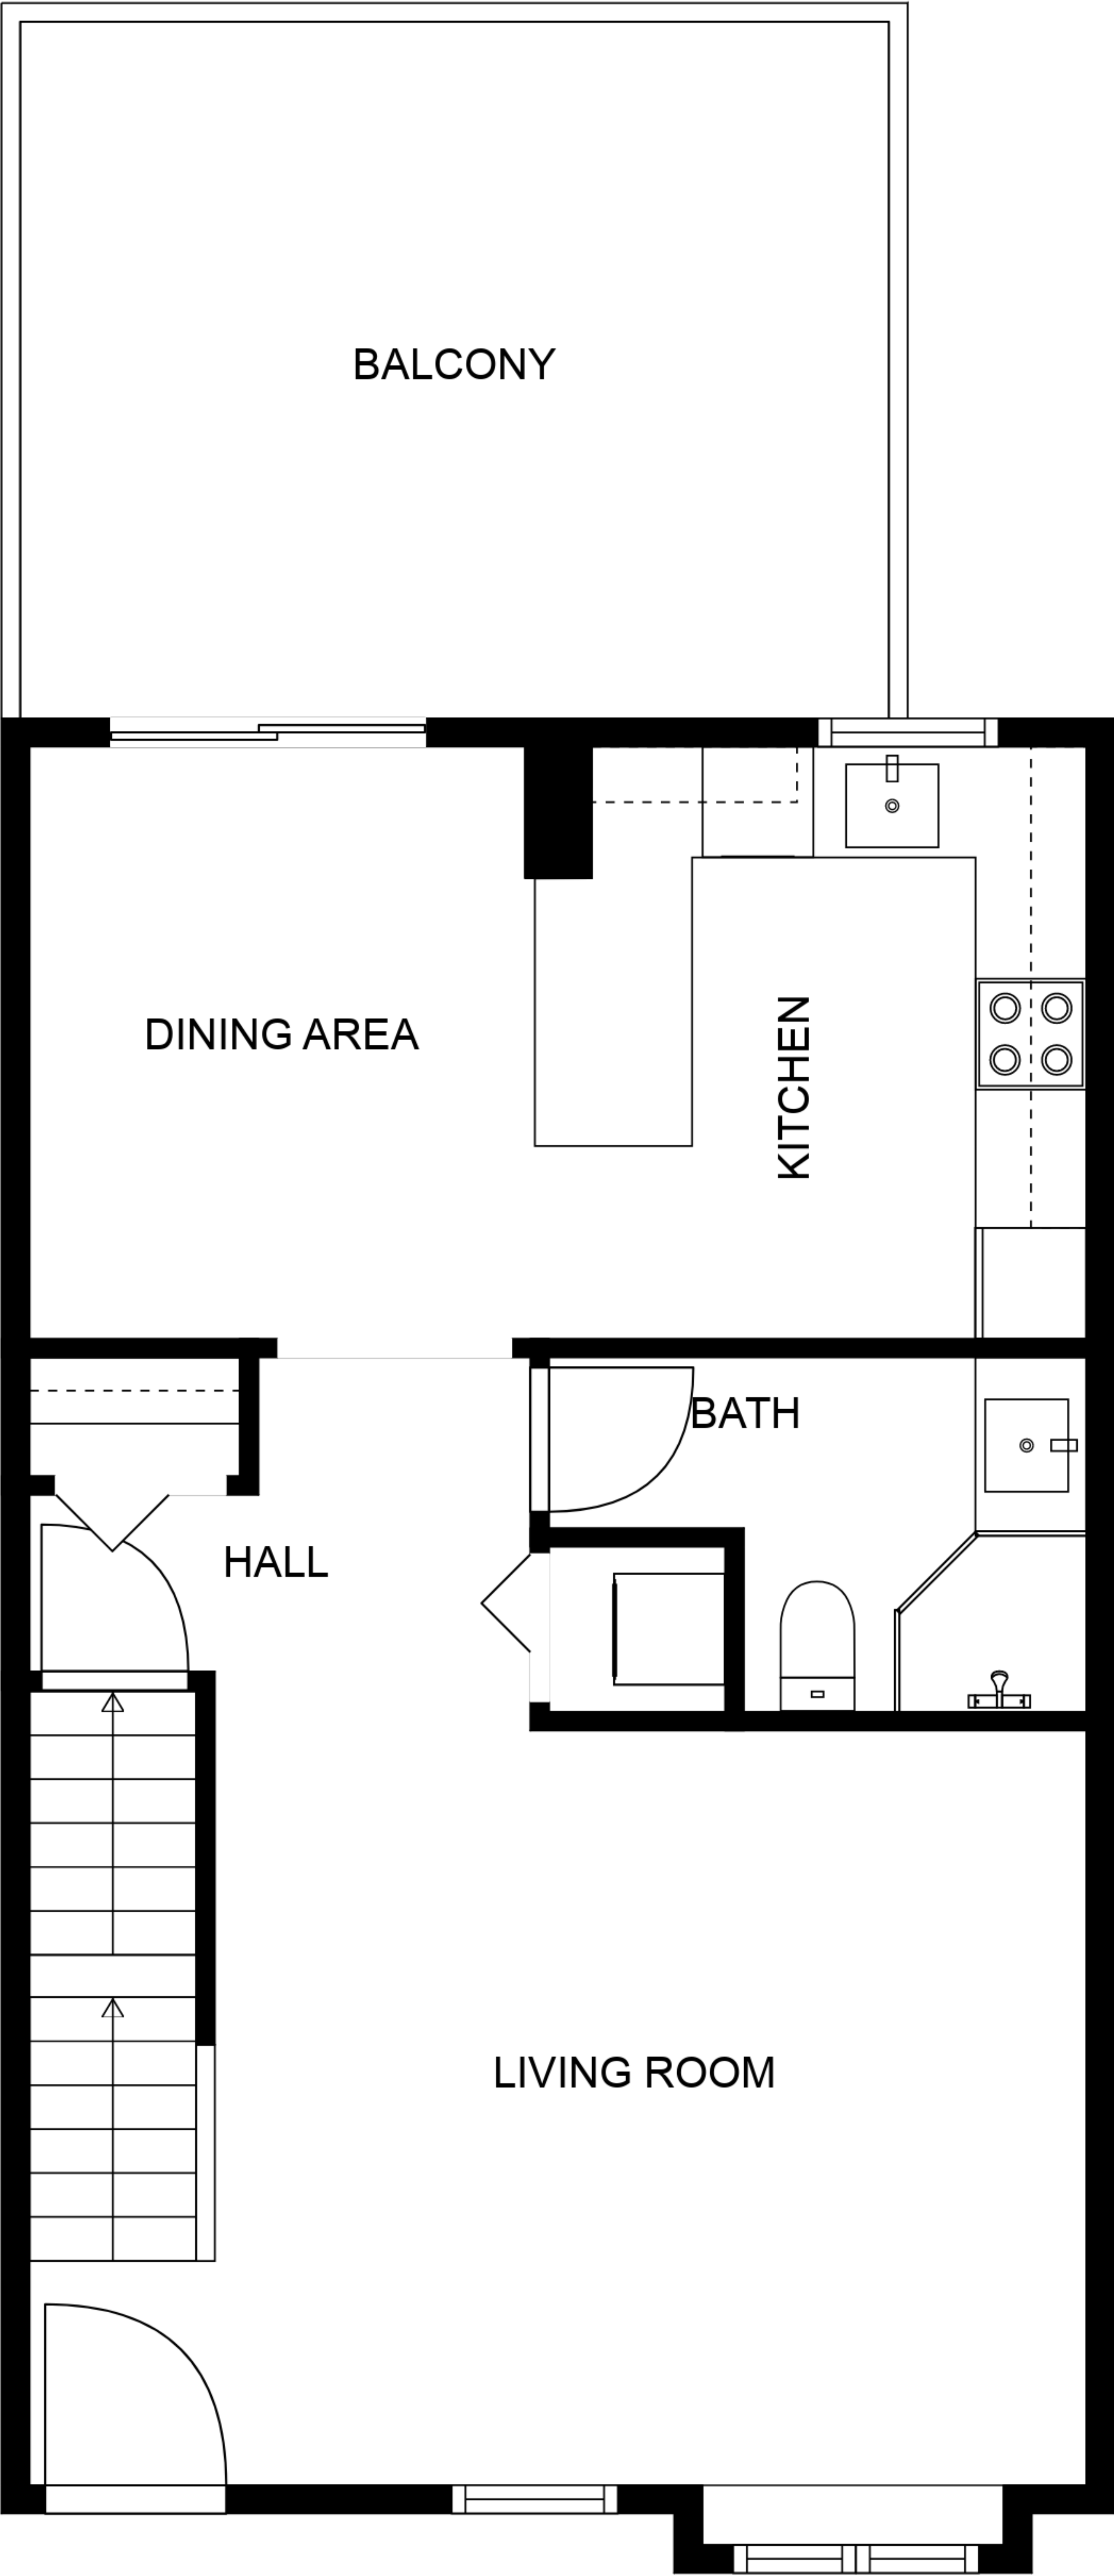 BALCONY
DINING AREA
KITCHEN
BATH
HALL
LIVING ROOM